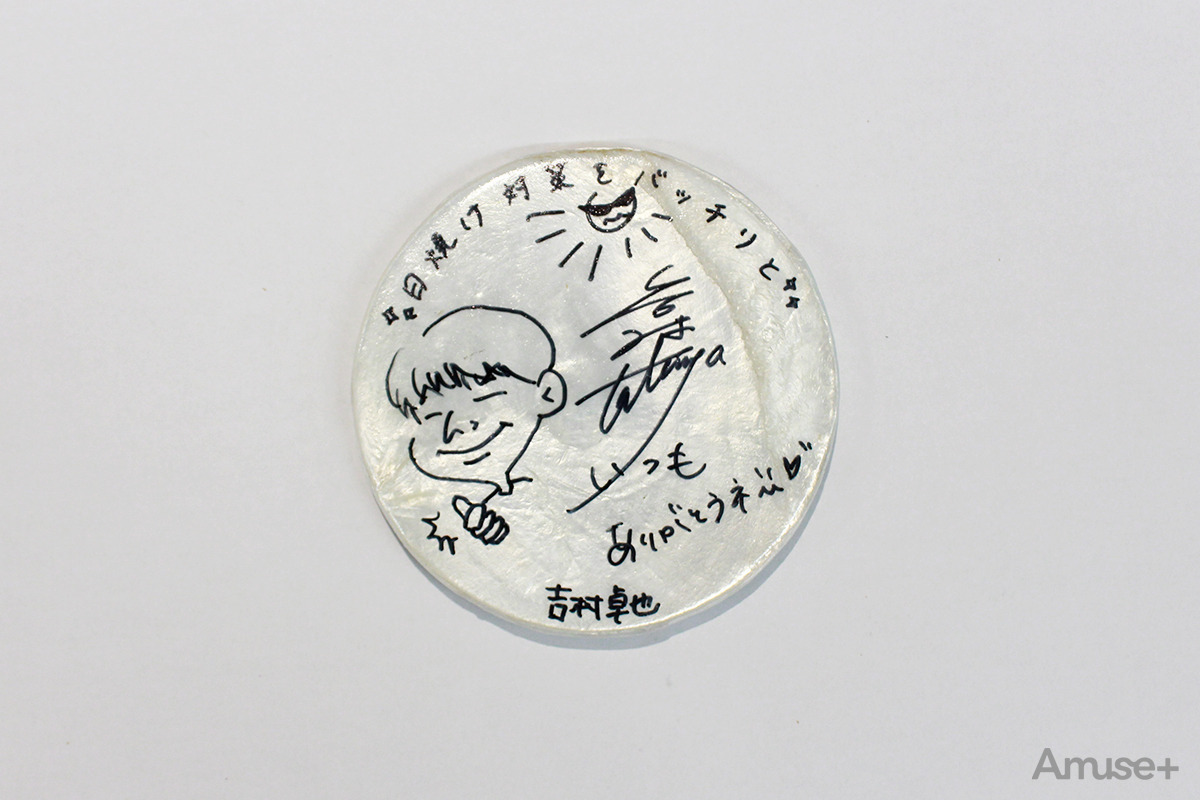 日焼け対策をバッチリと
Tatsuya
いつも
ありがとうネ
吉村卓也
Amuse+